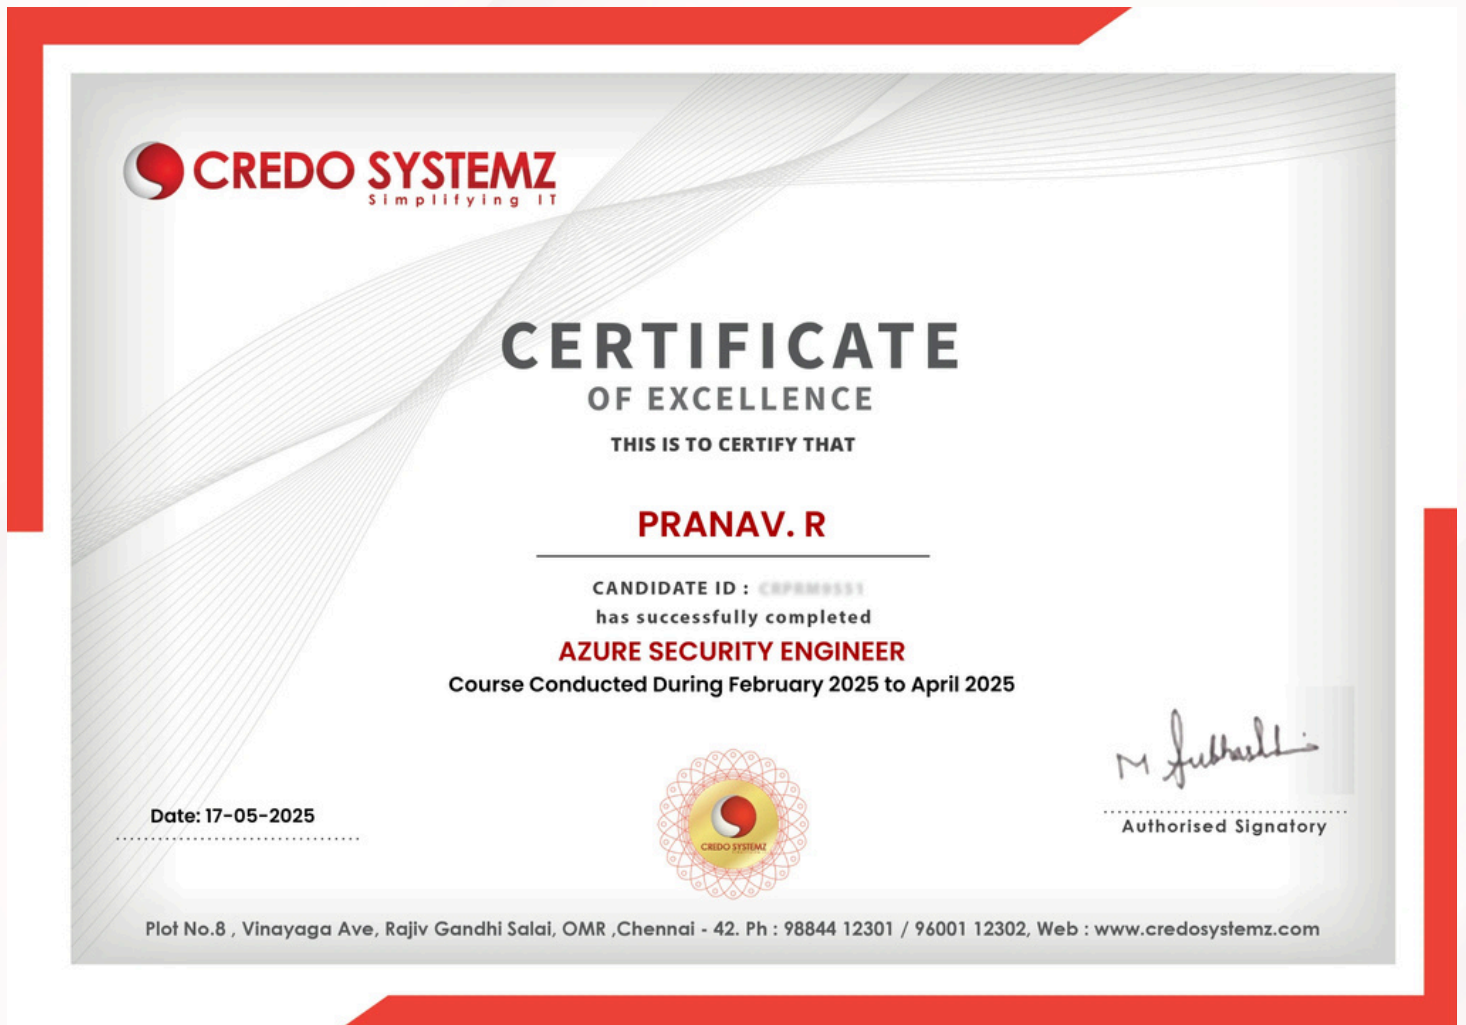 CREDO SYSTEMZ
Simplifying IT
CERTIFICATE
OF EXCELLENCE
THIS IS TO CERTIFY THAT
PRANAV. R
CANDIDATE ID :
has successfully completed
AZURE SECURITY ENGINEER
Course Conducted During February 2025 to April 2025
Date: 17-05-2025
CREDO SYSTEMZ
Authorised Signatory
Plot No.8 , Vinayaga Ave, Rajiv Gandhi Salai, OMR ,Chennai - 42. Ph : 98844 12301 / 96001 12302, Web : www.credosystemz.com